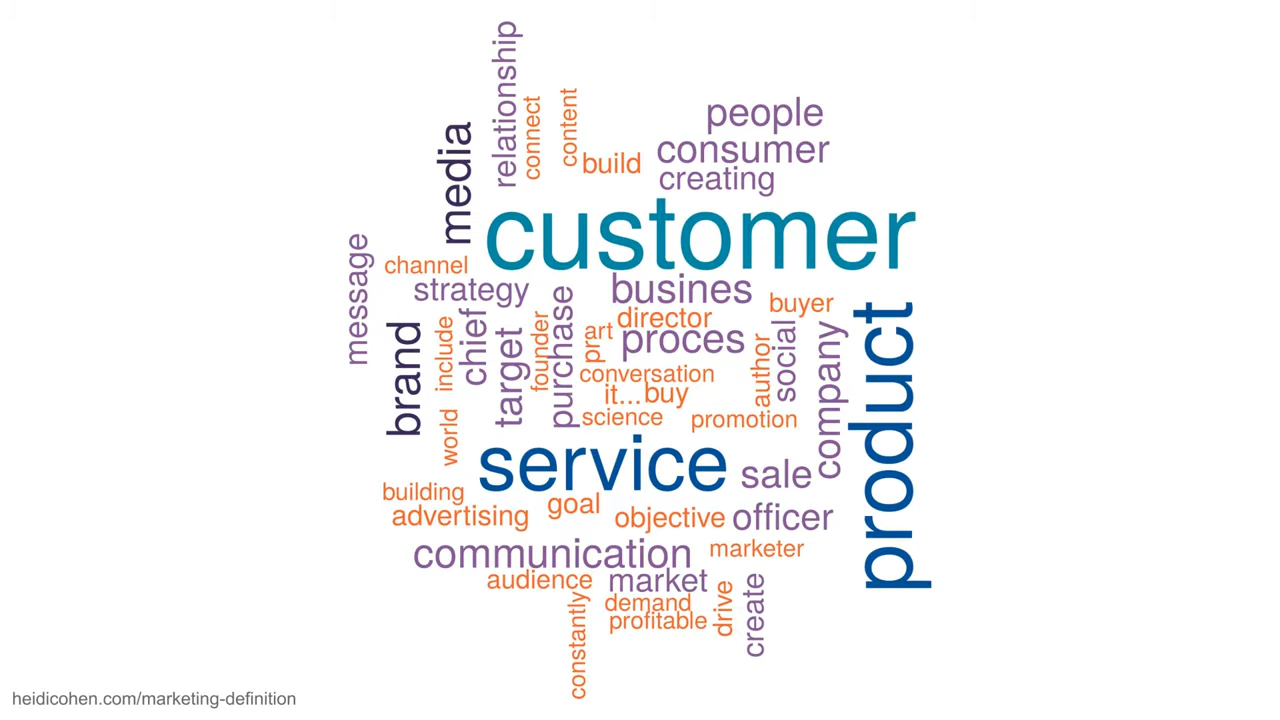 relationship
connect
content
media
build
people
consumer
creating
customer
message
channel
strategy
busines
buyer
product
brand
include
chief
target
founder
purchase
art
pr
director
proces
author
social
company
conversation
it...
buy
world
science
promotion
service
sale
building
goal
advertising
objective
officer
communication
marketer
audience
market
constantly
demand
profitable
drive
create
heidicohen.com/marketing-definition